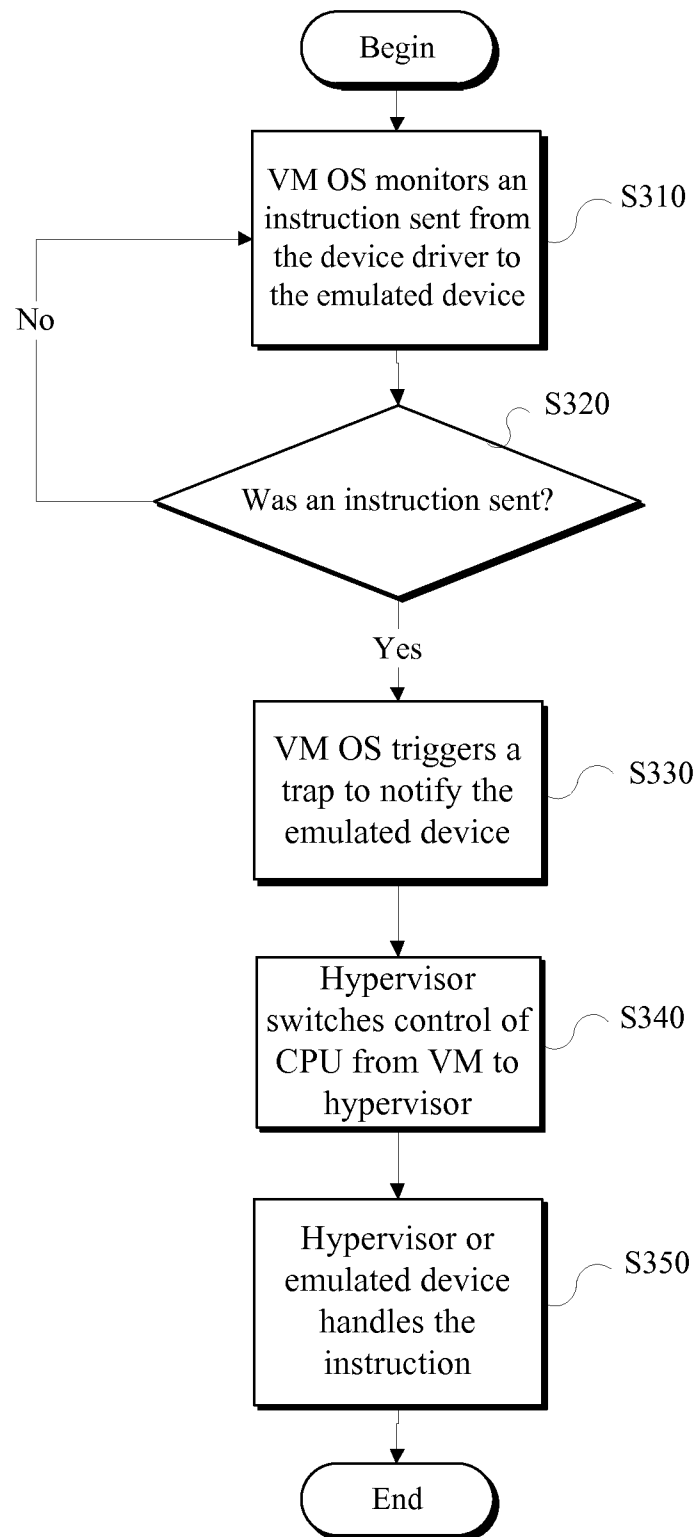 Begin
VM OS monitors an
instruction sent from
the device driver to
the emulated device
S310
No
S320
Was an instruction sent?
Yes
VM OS triggers a
trap to notify the
emulated device
S330
Hypervisor
switches control of
CPU from VM to
hypervisor
S340
Hypervisor or
emulated device
handles the
instruction
S350
End